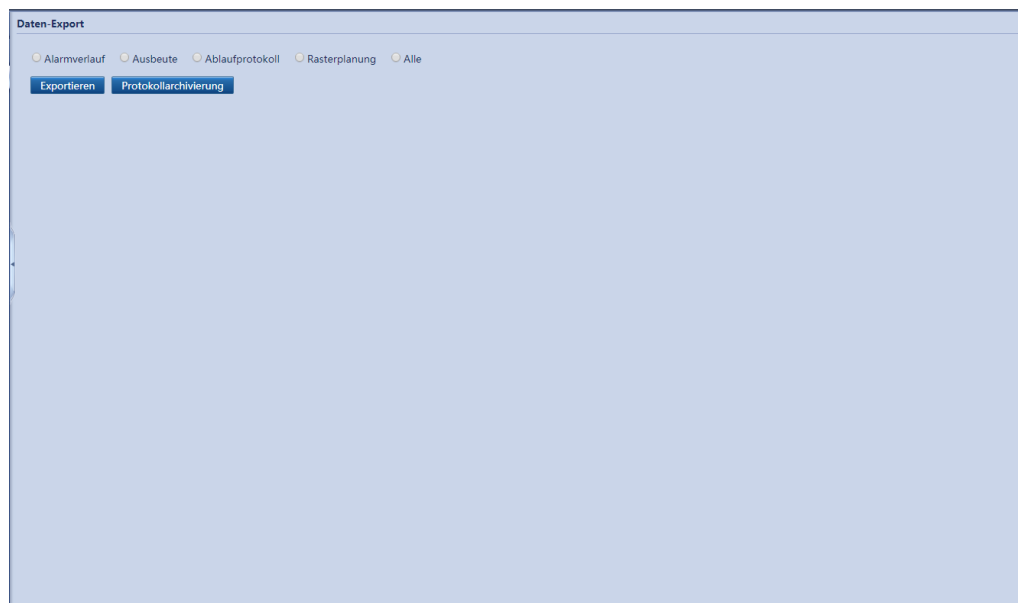 Daten-Export
Alarmverlauf Ausbeute Ablaufprotokoll Rasterplanung Alle
Exportieren Protokollarchivierung